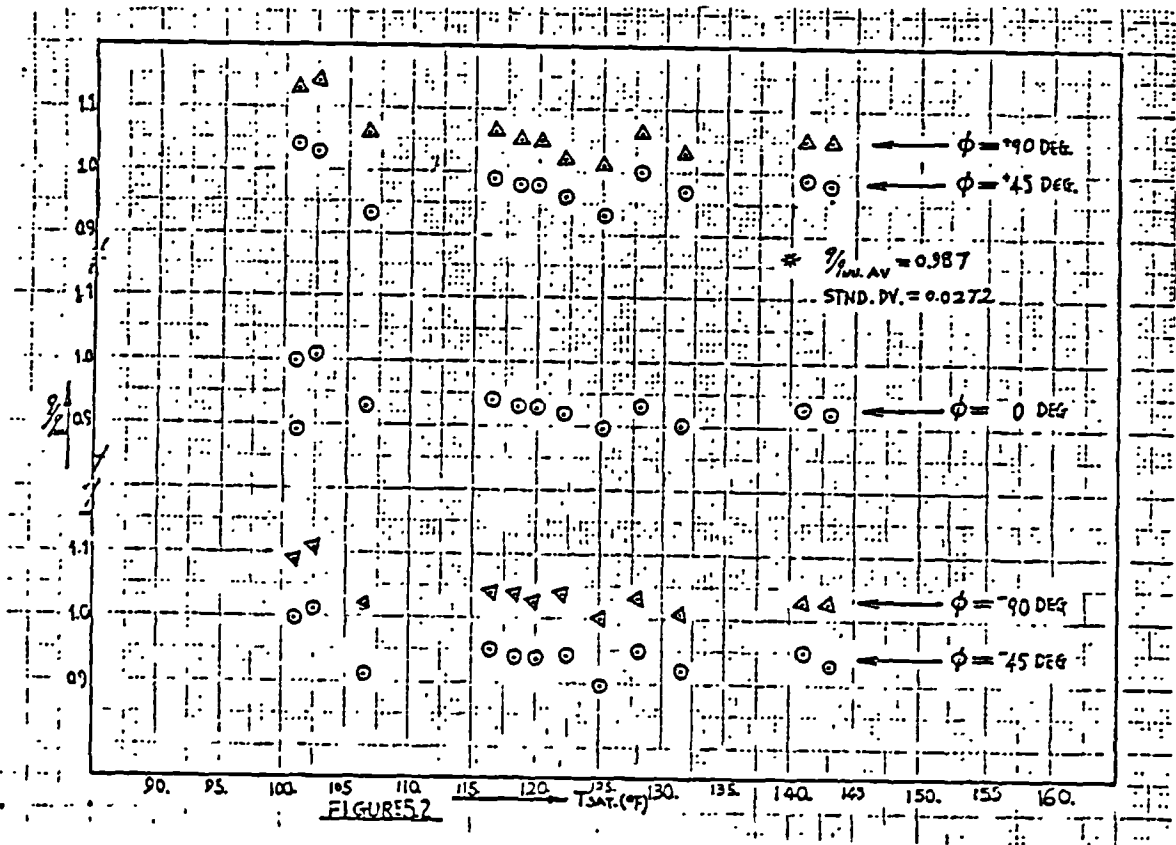 1.1
1.0
0.9
1.1
1.0
0.9
1.1
1.0
0.9
φ = +90 DEG.
φ = +45 DEG.
AV = 0.987
STND. DV. = 0.0272
φ = 0 DEG
φ = -90 DEG
φ = -45 DEG
90. 95. 100. 105. 110. 115. 120. 125. 130. 135. 140. 145 150. 155 160.
TSAT.(°F)
FIGURE 5.2